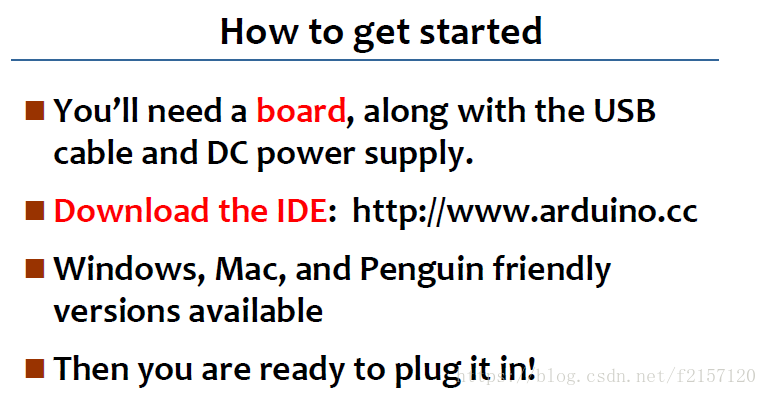 How to get started
You’ll need a board, along with the USB
cable and DC power supply.
Download the IDE:  http://www.arduino.cc
Windows, Mac, and Penguin friendly
versions available
Then you are ready to plug it in!
https://blog.csdn.net/f2157120